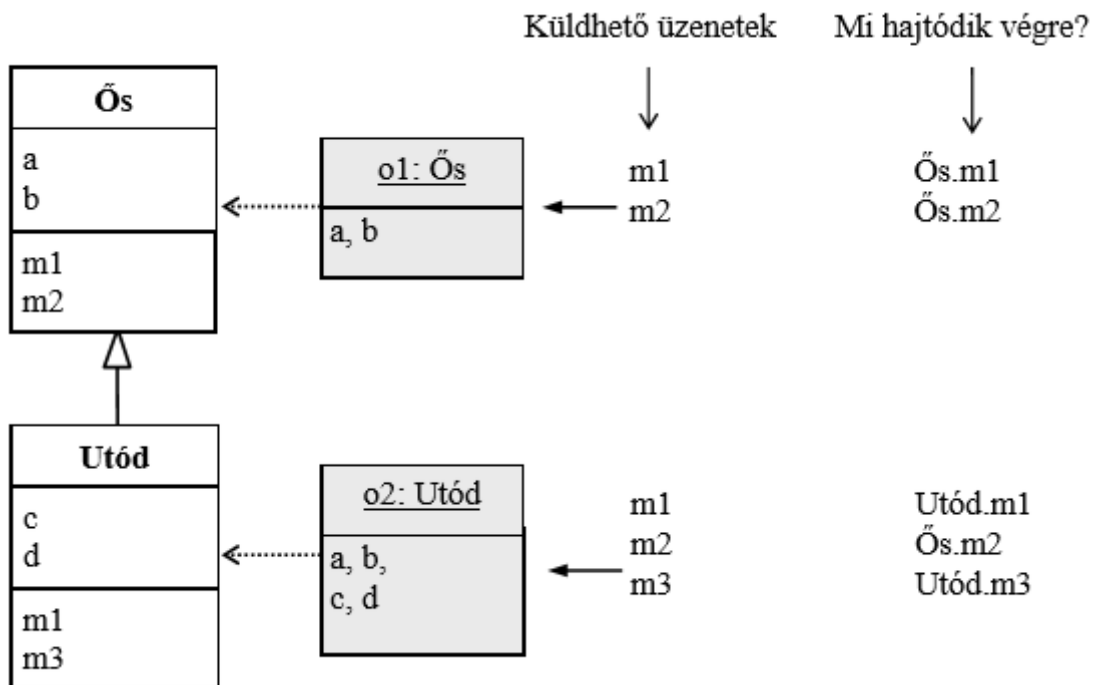 Küldhető üzenetek
Mi hajtódik végre?
Ős
a
b
m1
m2
o1: Ős
a, b
m1
m2
Ős.m1
Ős.m2
Utód
c
d
m1
m3
o2: Utód
a, b,
c, d
m1
m2
m3
Utód.m1
Ős.m2
Utód.m3